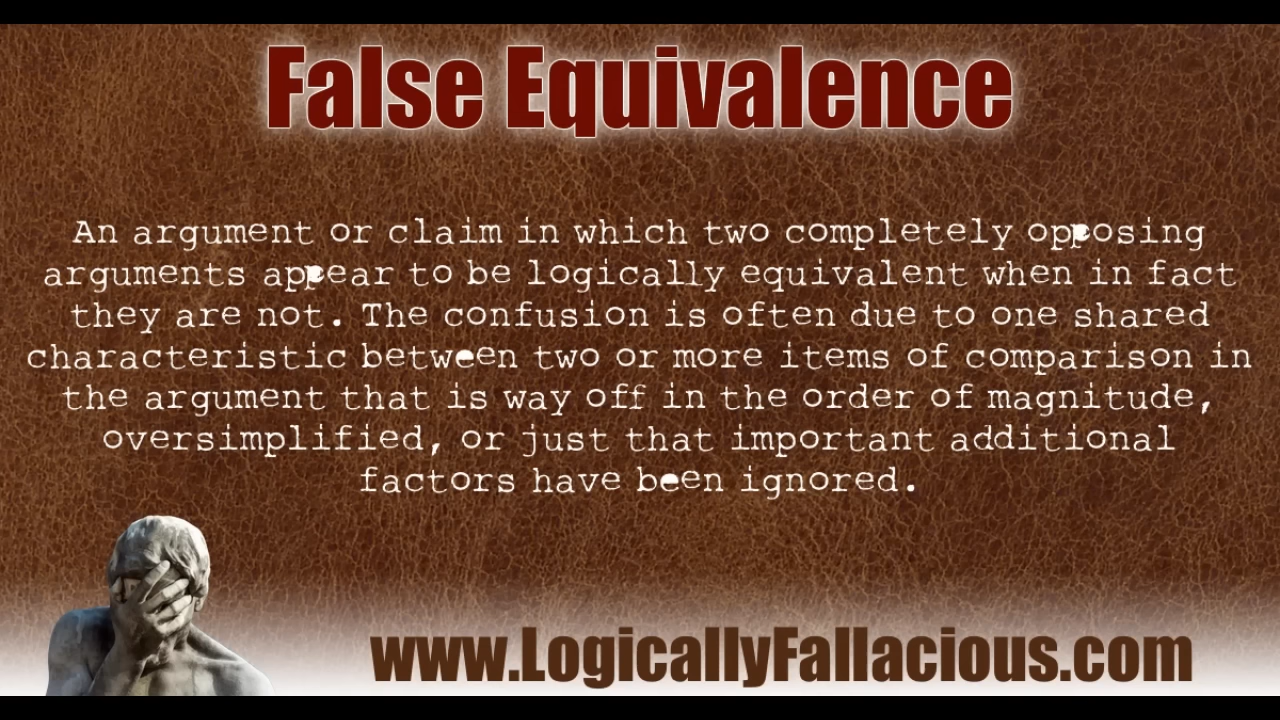 False Equivalence
An argument or claim in which two completely opposing
arguments appear to be logically equivalent when in fact
they are not. The confusion is often due to one shared
characteristic between two or more items of comparison in
the argument that is way off in the order of magnitude,
oversimplified, or just that important additional
factors have been ignored.
www.LogicallyFallacious.com